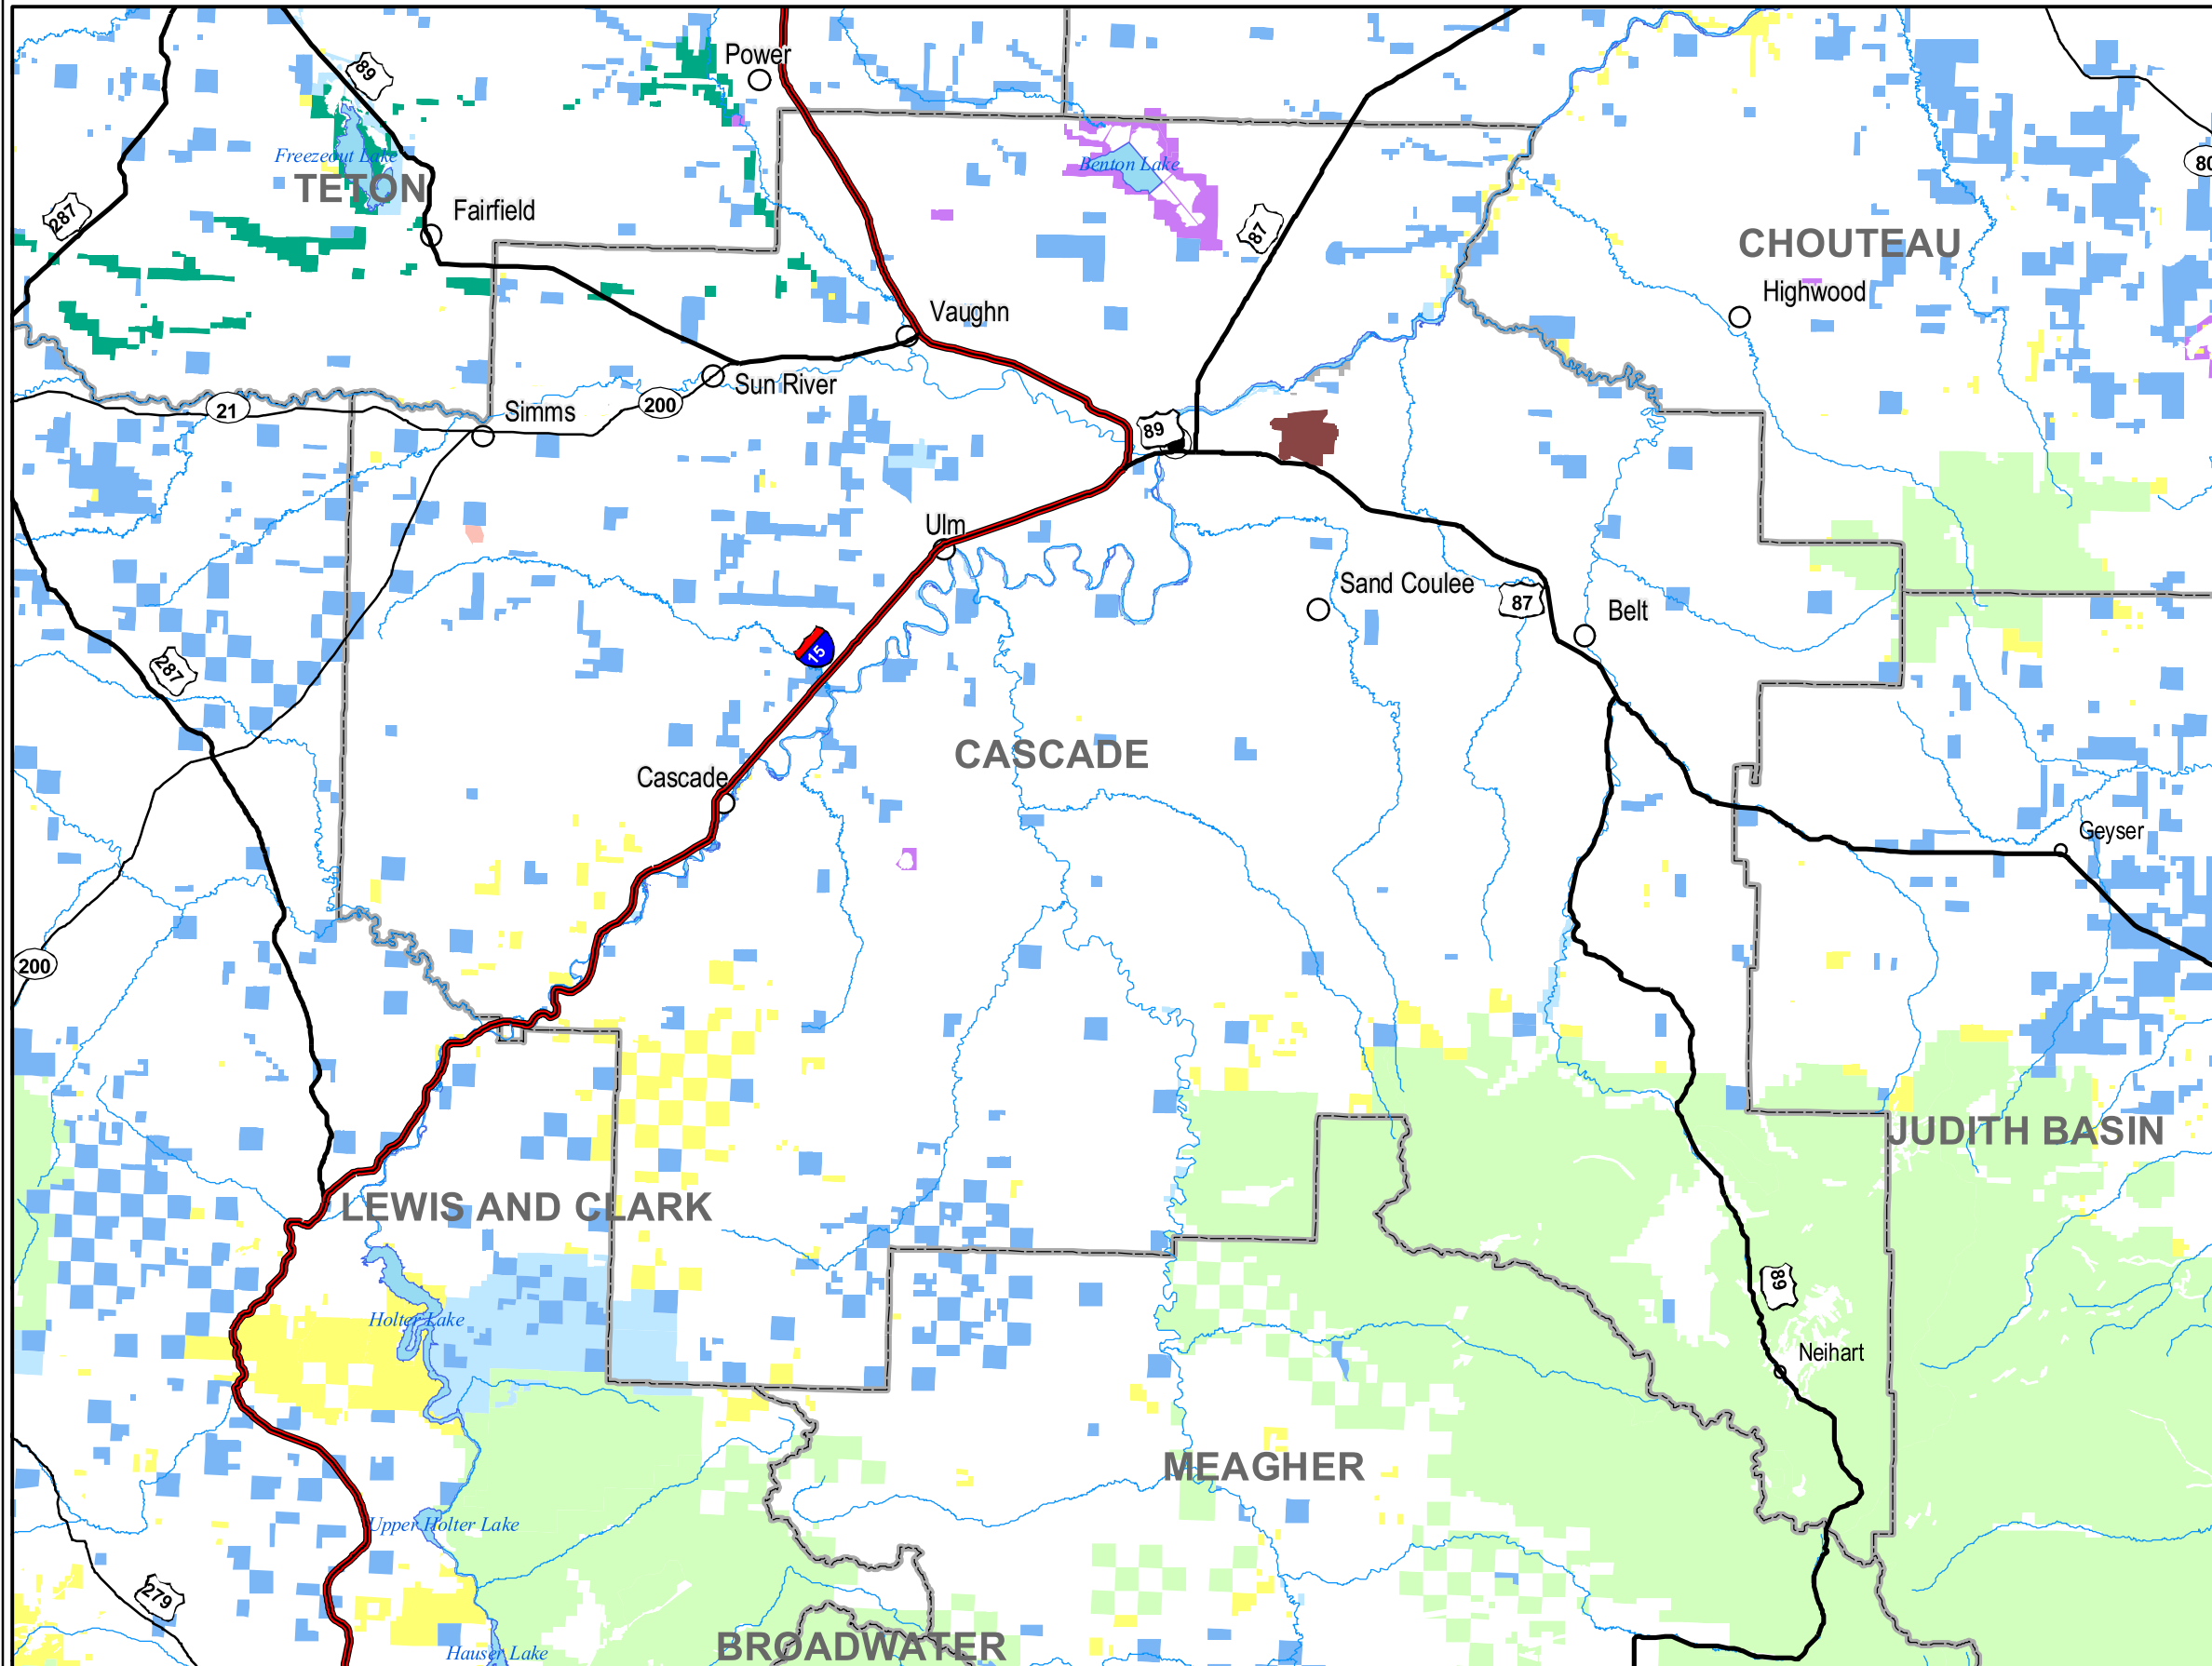 Power
89
Freezeout Lake
Benton Lake
80
TETON
287
Fairfield
87
CHOUTEAU
Highwood
Vaughn
Sun River
21
200
Simms
89
Ulm
Sand Coulee
87
Belt
15
287
CASCADE
Cascade
Geyser
200
JUDITH BASIN
LEWIS AND CLARK
89
Holter Lake
Neihart
MEAGHER
Upper Holter Lake
279
BROADWATER
Hauser Lake